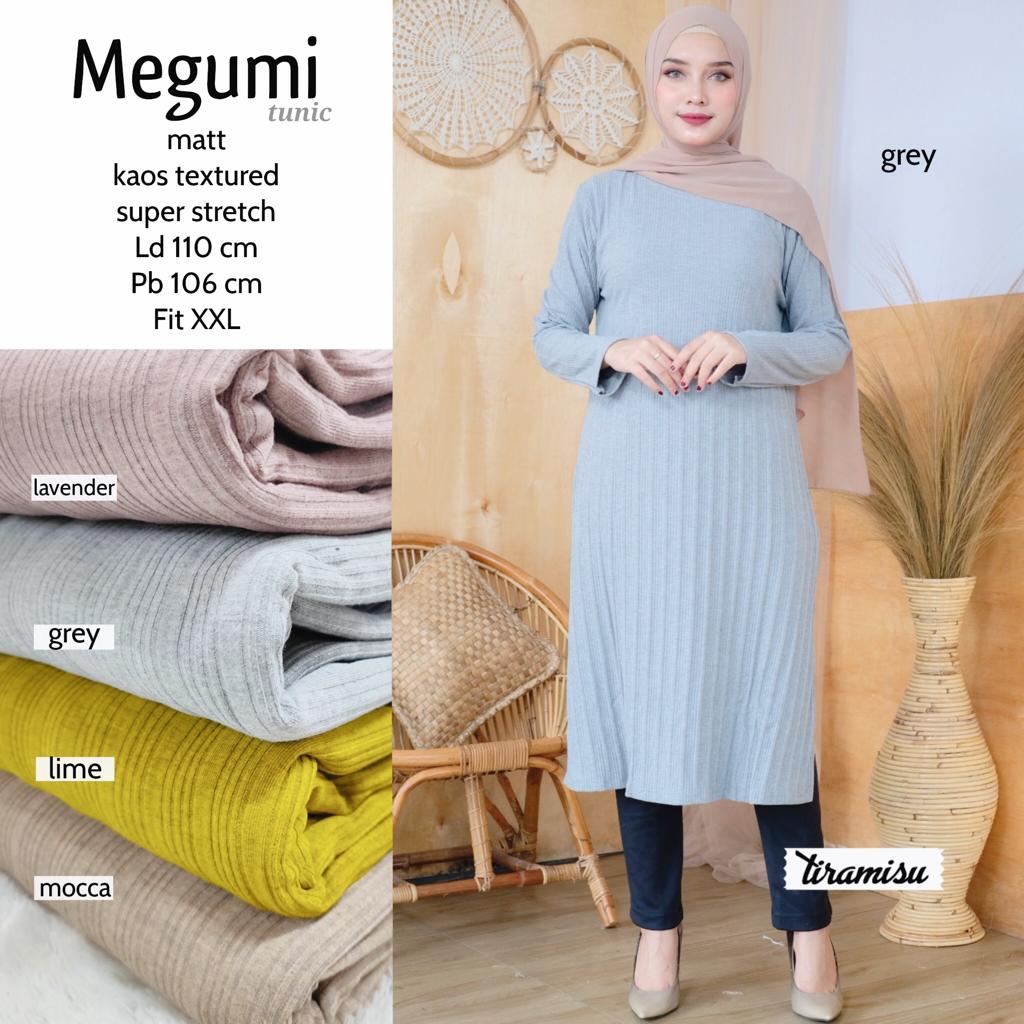 Megumi
tunic
matt
kaos textured
super stretch
Ld 110 cm
Pb 106 cm
Fit XXL
grey
lavender
grey
lime
mocca
tiramisu